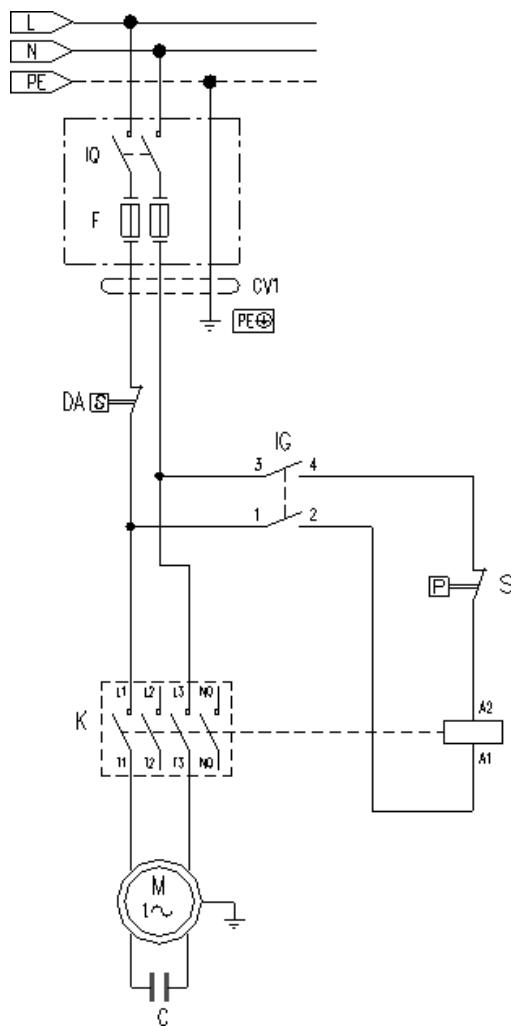 L
N
PE
IQ
F
CV1
PE
DA S
IG
3 4
1 2
P S
L1 L2 L3 NO
K
A2
T1 T2 T3 NO
A1
M
1~
C